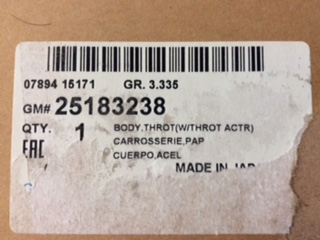 07894 15171 GR. 3.335
GM# 25183238
QTY. 1 BODY.THROT(W/THROT ACTR)
CARROSSERIE,PAP
EAC CUERPO,ACEL
MADE IN